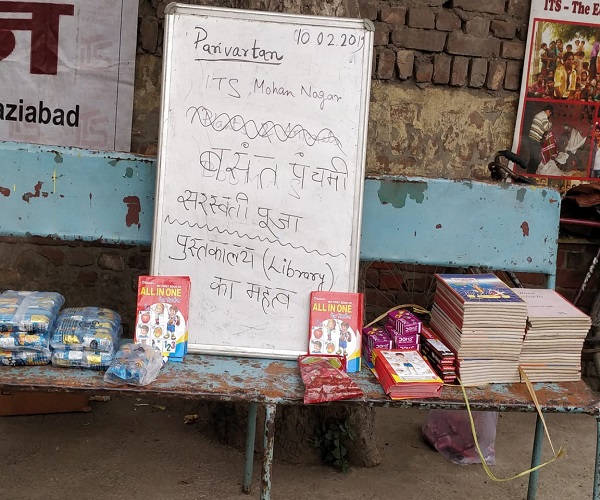 न
aziabad
ITS - The E
Parivartan 10.02.2019
ITS, Mohan Nagar
बसंत पंचमी
सरस्वती पूजा
पुस्तकालय (Library)
का महत्व
ALL IN ONE
ALL IN ONE